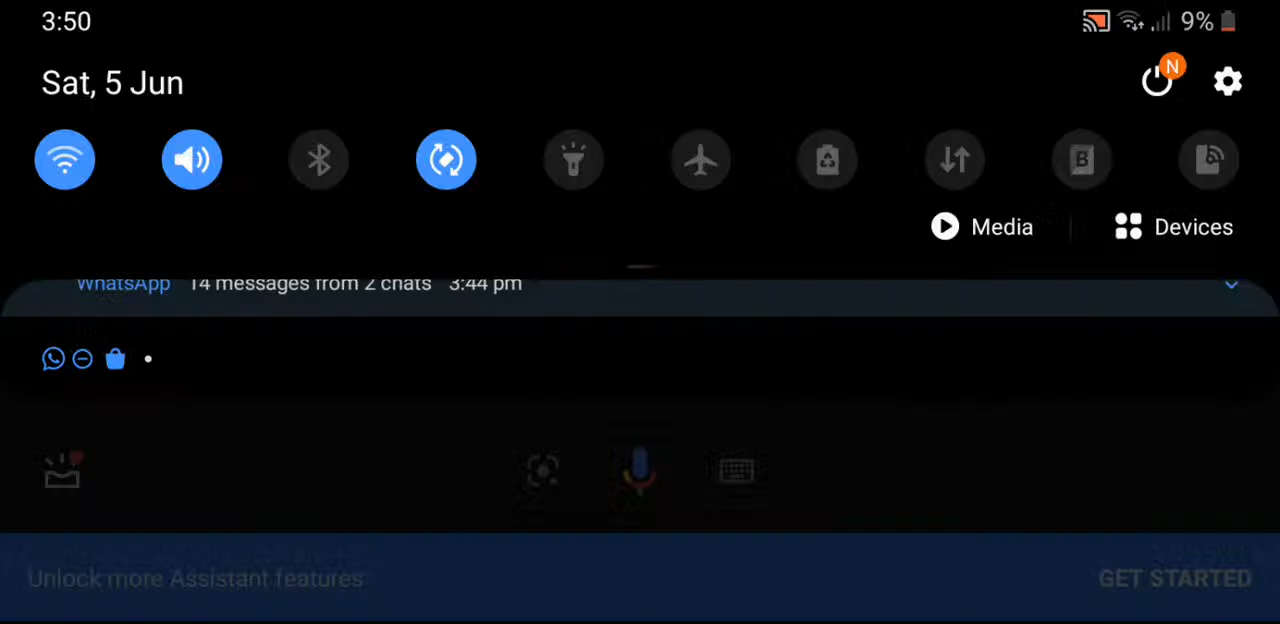 3:50
9%
Sat, 5 Jun
N
B
Media
Devices
WhatsApp 14 messages from 2 chats 3:44 pm
Unlock more Assistant features
GET STARTED